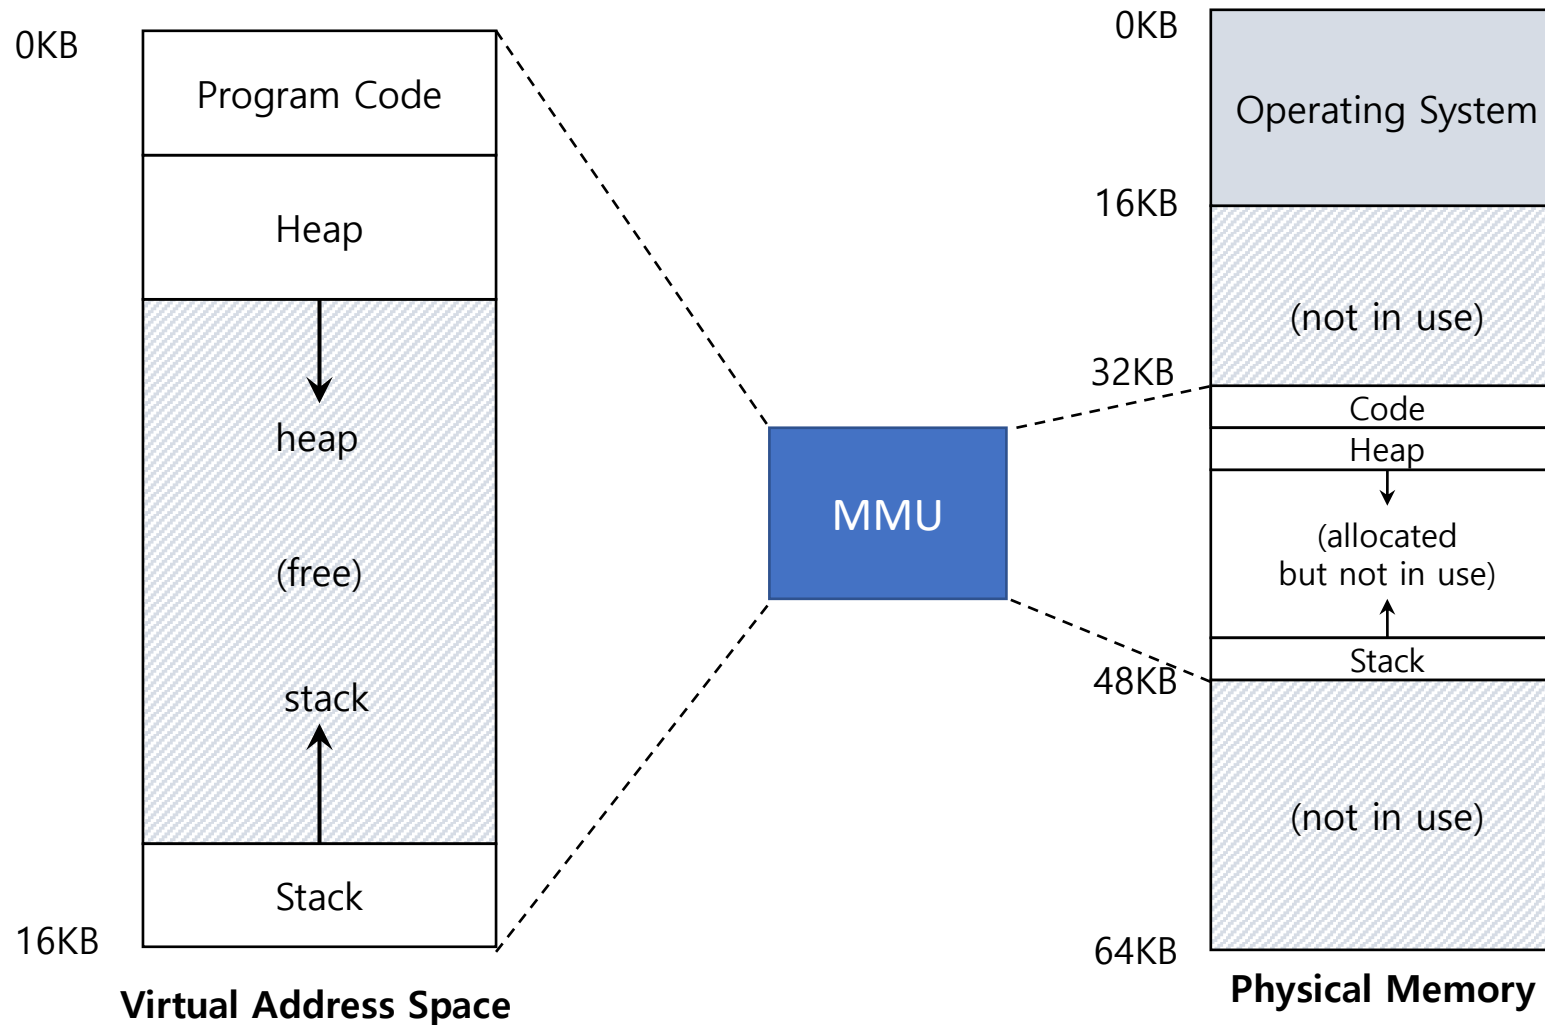 0KB
Program Code
Heap
heap
(free)
stack
Stack
16KB
Virtual Address Space
MMU
0KB
Operating System
16KB
(not in use)
32KB
Code
Heap
(allocated
but not in use)
Stack
48KB
(not in use)
64KB
Physical Memory